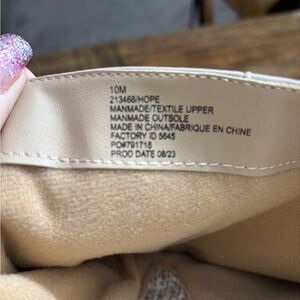 10M
213468/HOPE
MANMADE/TEXTILE UPPER
MANMADE OUTSOLE
MADE IN CHINA/FABRIQUE EN CHINE
FACTORY ID 5645
PO#791718
PROD DATE 08/23